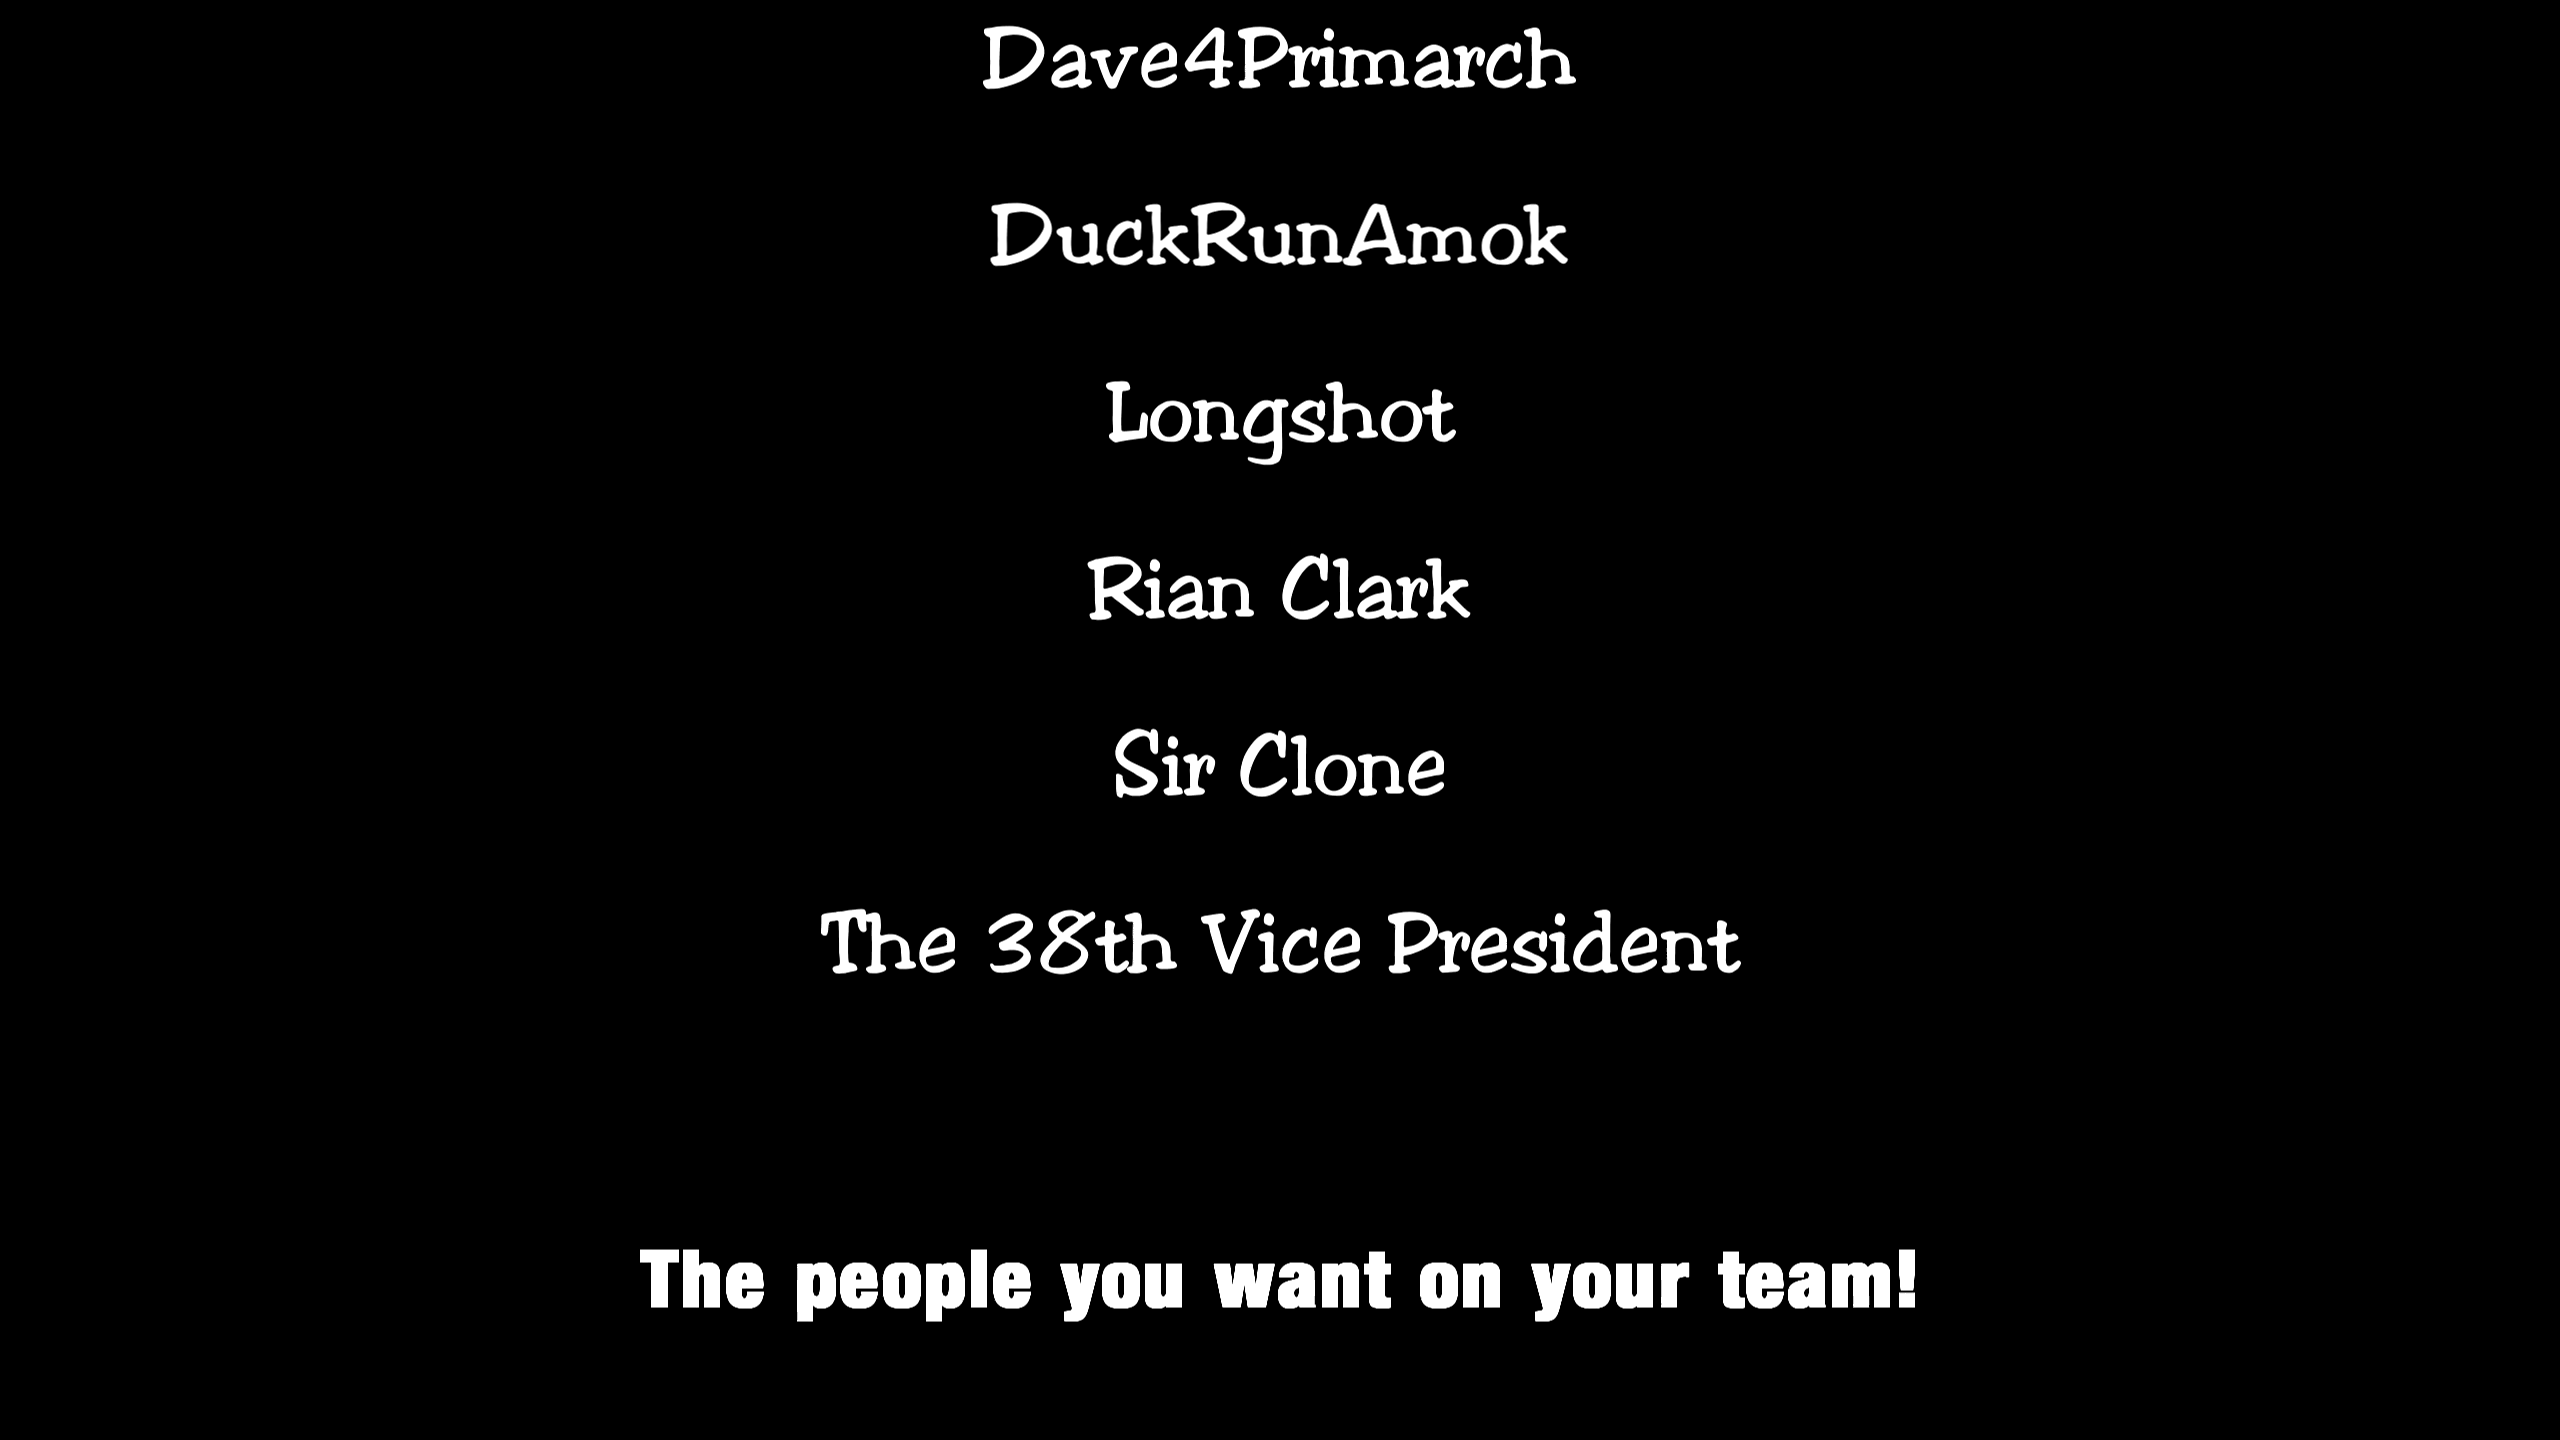 Dave4Primarch
DuckRunAmok
Longshot
Rian Clark
Sir Clone
The 38th Vice President
The people you want on your team!